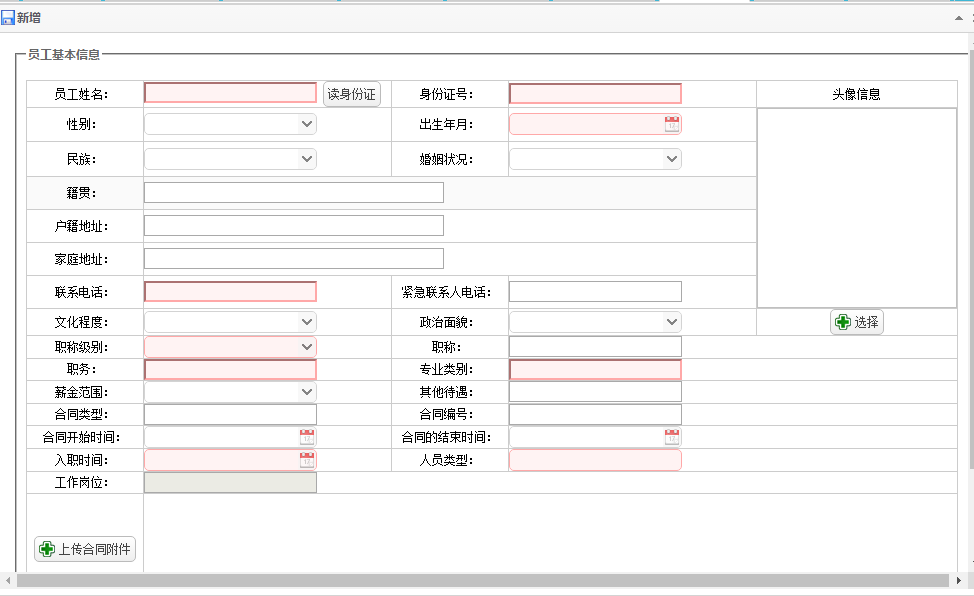 新增
员工基本信息
员工姓名： 读身份证 身份证号： 头像信息
性别： 出生年月：
民族： 婚姻状况：
籍贯：
户籍地址：
家庭地址：
联系电话： 紧急联系人电话：
文化程度： 政治面貌： 选择
职称级别： 职称：
职务： 专业类别：
薪金范围： 其他待遇：
合同类型： 合同编号：
合同开始时间： 合同的结束时间：
入职时间： 人员类型：
工作岗位：
上传合同附件